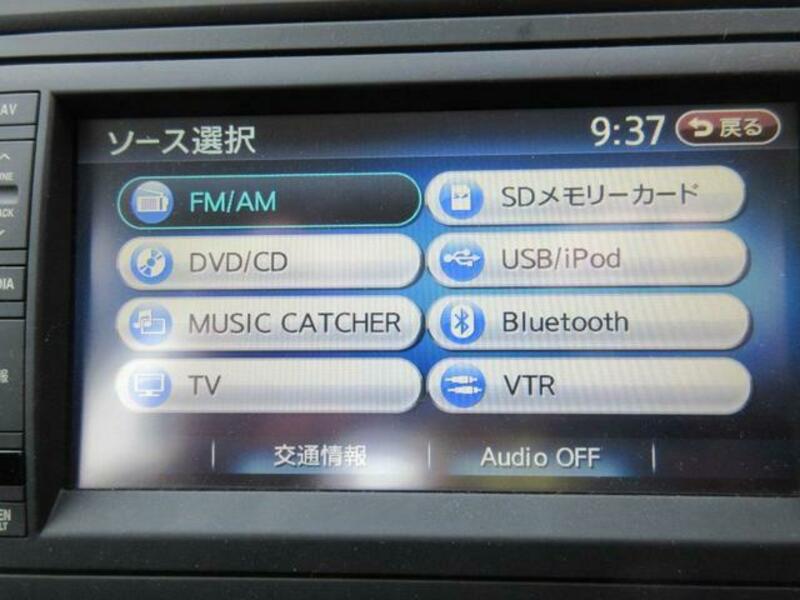 ソース選択
9:37
戻る
FM/AM
SDメモリーカード
DVD/CD
USB/iPod
MUSIC CATCHER
Bluetooth
TV
VTR
交通情報
Audio OFF
AV